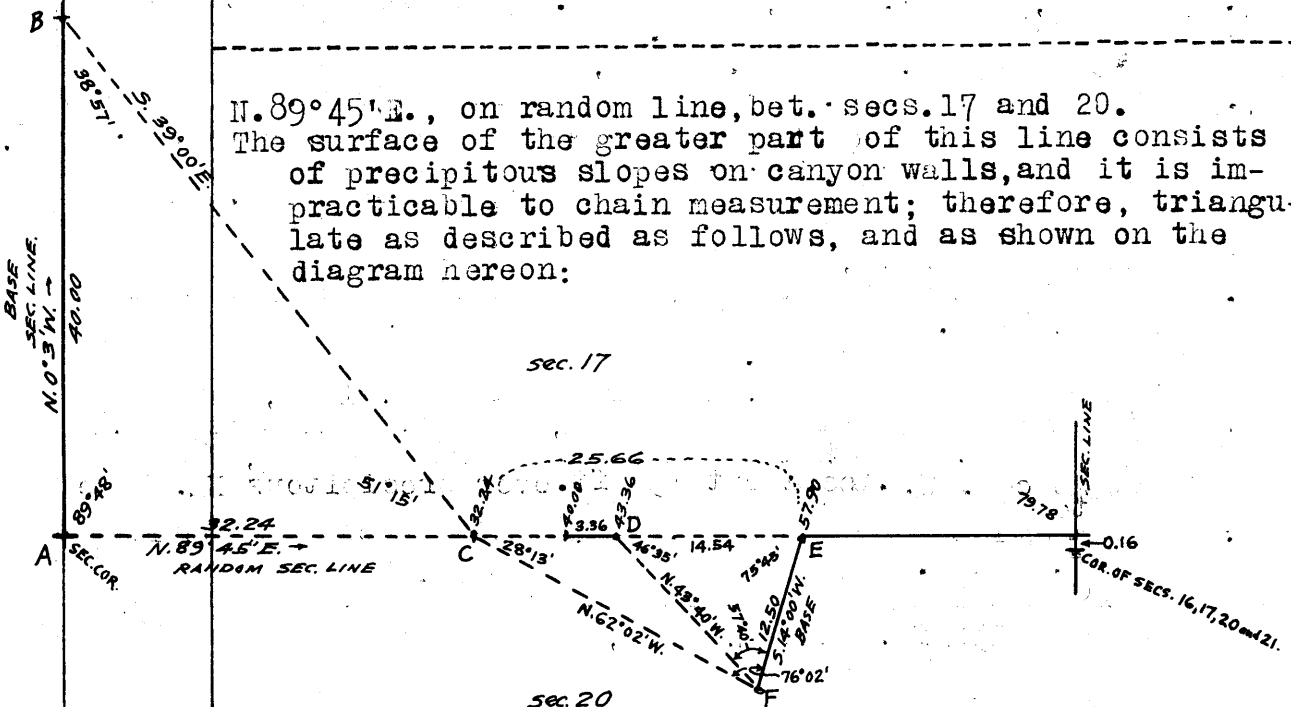 B
38°57'
S. 39°00'E.
N.89°45'E., on random line, bet. secs.17 and 20.
The surface of the greater part of this line consists
of precipitous slopes on canyon walls, and it is im-
practicable to chain measurement; therefore, triangu-
late as described as follows, and as shown on the
diagram hereon:
BASE
SEC. LINE.
N.0°3'W. →
40.00
sec. 17
SEC. LINE
25.66
89°48'
51°15'
32.24
40.00
43.36
57.90
79.78
32.24
3.36
D
14.54
A
SEC.COR.
N.89°45'E. →
RANDOM SEC. LINE
C
28°13'
46°35'
75°45'
E
0.16
COR. OF SECS. 16, 17, 20 and 21.
N.62°02'W.
N.43°40'W.
12.50
S.14°00'W.
BASE
76°02'
F
sec. 20